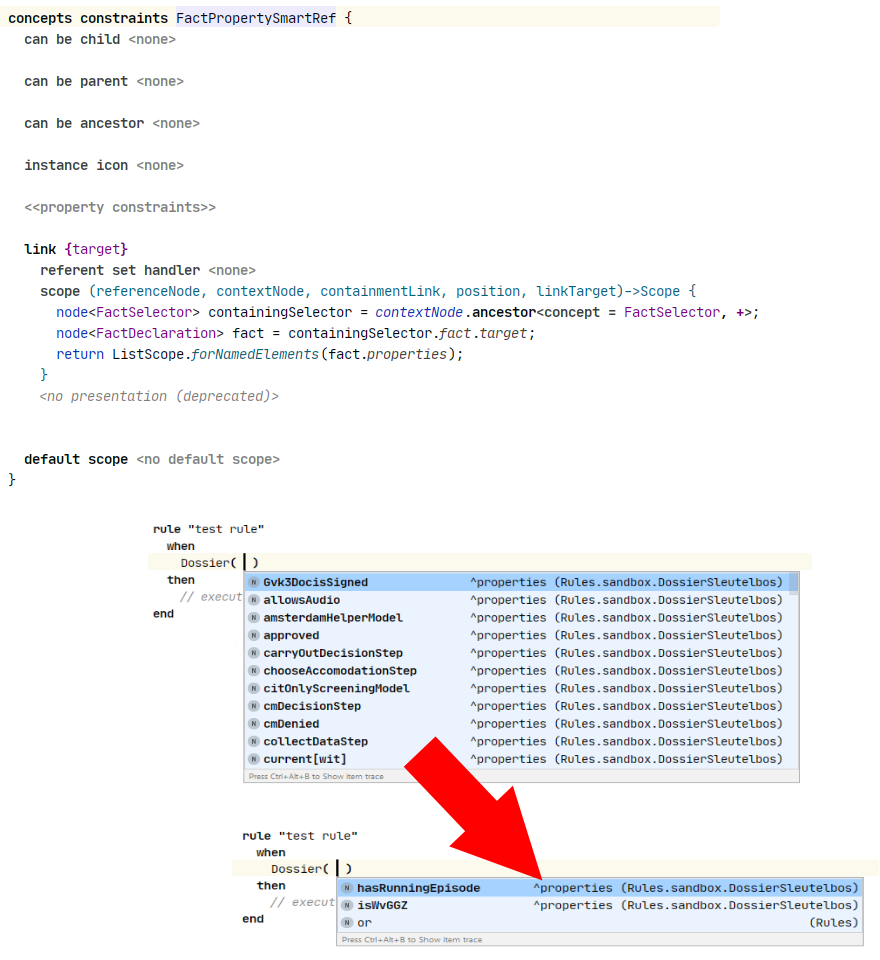 concepts constraints FactPropertySmartRef {
can be child <none>
can be parent <none>
can be ancestor <none>
instance icon <none>
<<property constraints>>
link {target}
referent set handler <none>
scope (referenceNode, contextNode, containmentLink, position, linkTarget)->Scope {
node<FactSelector> containingSelector = contextNode.ancestor<concept = FactSelector, +>;
node<FactDeclaration> fact = containingSelector.fact.target;
return ListScope.forNamedElements(fact.properties);
}
<no presentation (deprecated)>
default scope <no default scope>
}
rule "test rule"
when
Dossier( )
then
// execut
end
N Gvk3DocisSigned ^properties (Rules.sandbox.DossierSleutelbos)
N allowsAudio ^properties (Rules.sandbox.DossierSleutelbos)
N amsterdamHelperModel ^properties (Rules.sandbox.DossierSleutelbos)
N approved ^properties (Rules.sandbox.DossierSleutelbos)
N carryOutDecisionStep ^properties (Rules.sandbox.DossierSleutelbos)
N chooseAccomodationStep ^properties (Rules.sandbox.DossierSleutelbos)
N citOnlyScreeningModel ^properties (Rules.sandbox.DossierSleutelbos)
N cmDecisionStep ^properties (Rules.sandbox.DossierSleutelbos)
N cmDenied ^properties (Rules.sandbox.DossierSleutelbos)
N collectDataStep ^properties (Rules.sandbox.DossierSleutelbos)
N current[wit] ^properties (Rules.sandbox.DossierSleutelbos)
Press Ctrl+Alt+B to Show item trace
rule "test rule"
when
Dossier( )
then
// execut
end
N hasRunningEpisode ^properties (Rules.sandbox.DossierSleutelbos)
N isWvGGZ ^properties (Rules.sandbox.DossierSleutelbos)
N or (Rules)
Press Ctrl+Alt+B to Show item trace